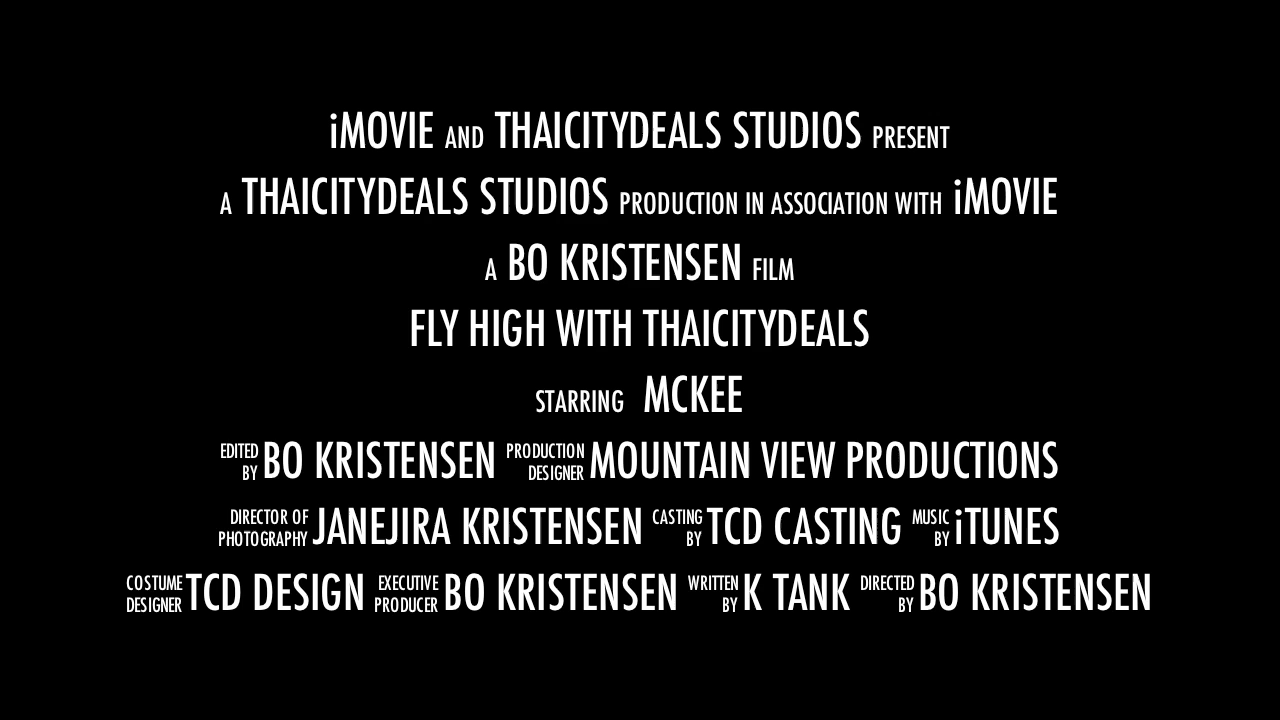 iMOVIE AND THAICITYDEALS STUDIOS PRESENT
A THAICITYDEALS STUDIOS PRODUCTION IN ASSOCIATION WITH iMOVIE
A BO KRISTENSEN FILM
FLY HIGH WITH THAICITYDEALS
STARRING MCKEE
EDITED BY BO KRISTENSEN PRODUCTION DESIGNER MOUNTAIN VIEW PRODUCTIONS
DIRECTOR OF PHOTOGRAPHY JANEJIRA KRISTENSEN CASTING BY TCD CASTING MUSIC BY iTUNES
COSTUME DESIGNER TCD DESIGN EXECUTIVE PRODUCER BO KRISTENSEN WRITTEN BY K TANK DIRECTED BY BO KRISTENSEN